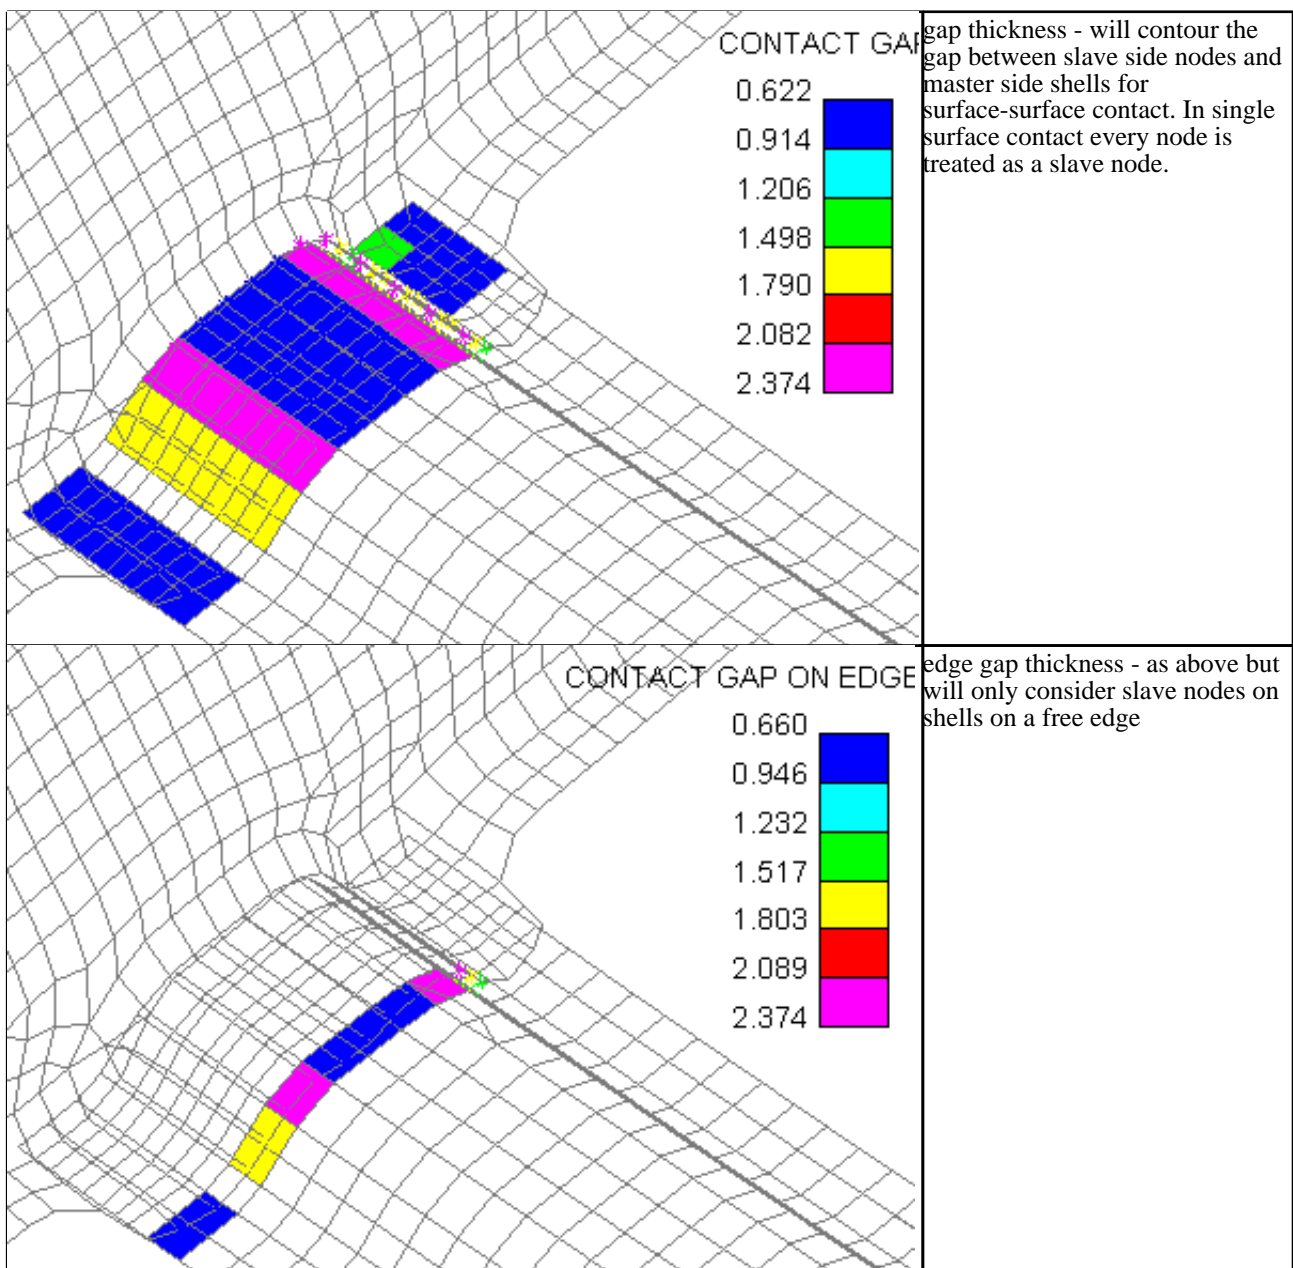 CONTACT GAP
0.622
0.914
1.206
1.498
1.790
2.082
2.374
gap thickness - will contour the
gap between slave side nodes and
master side shells for
surface-surface contact. In single
surface contact every node is
treated as a slave node.
CONTACT GAP ON EDGE
0.660
0.946
1.232
1.517
1.803
2.089
2.374
edge gap thickness - as above but
will only consider slave nodes on
shells on a free edge